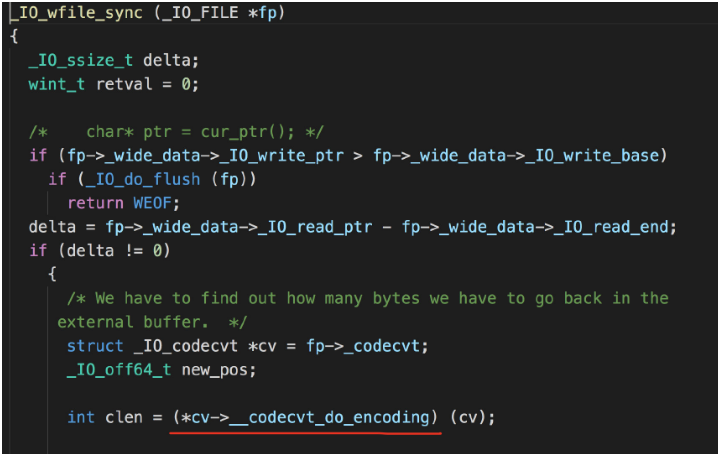 _IO_wfile_sync (_IO_FILE *fp)
{
  _IO_ssize_t delta;
  wint_t retval = 0;

  /*    char* ptr = cur_ptr(); */
  if (fp->_wide_data->_IO_write_ptr > fp->_wide_data->_IO_write_base)
    if (_IO_do_flush (fp))
      return WEOF;
  delta = fp->_wide_data->_IO_read_ptr - fp->_wide_data->_IO_read_end;
  if (delta != 0)
    {
      /* We have to find out how many bytes we have to go back in the
     external buffer.  */
      struct _IO_codecvt *cv = fp->_codecvt;
      _IO_off64_t new_pos;

      int clen = (*cv->__codecvt_do_encoding) (cv);